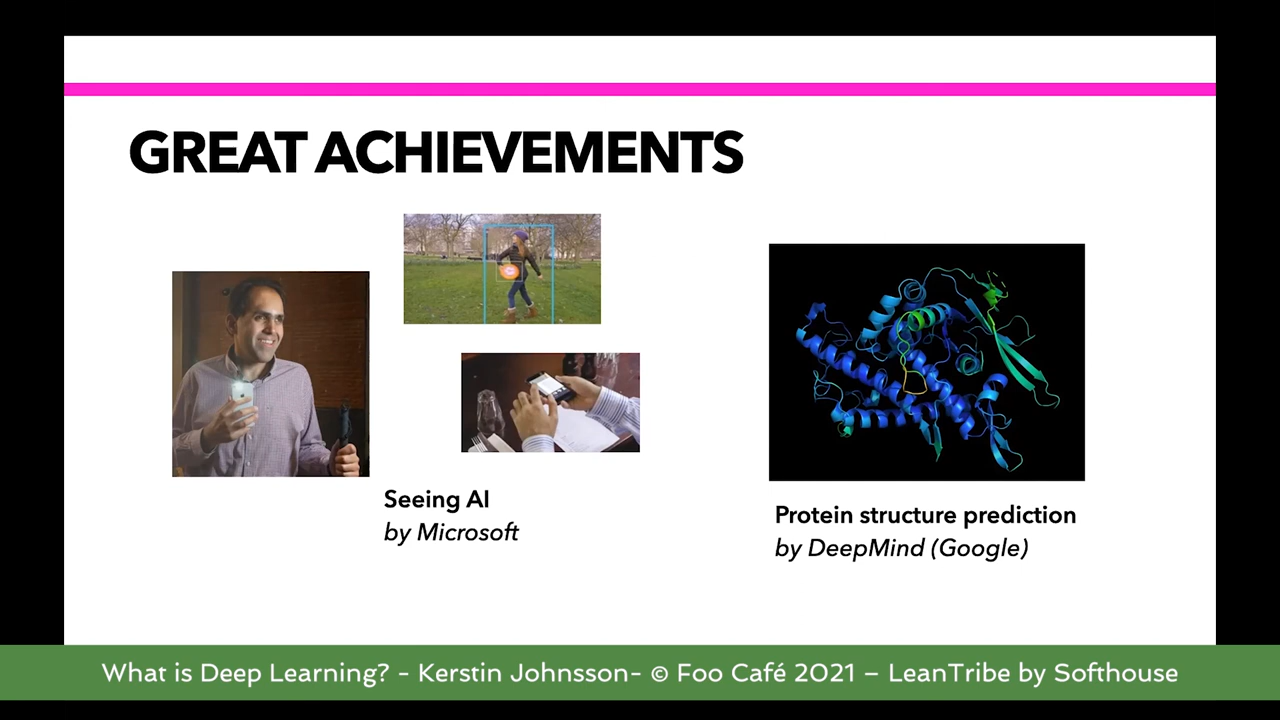 GREAT ACHIEVEMENTS
Seeing AI
by Microsoft
Protein structure prediction
by DeepMind (Google)
What is Deep Learning? - Kerstin Johnsson- © Foo Café 2021 – LeanTribe by Softhouse